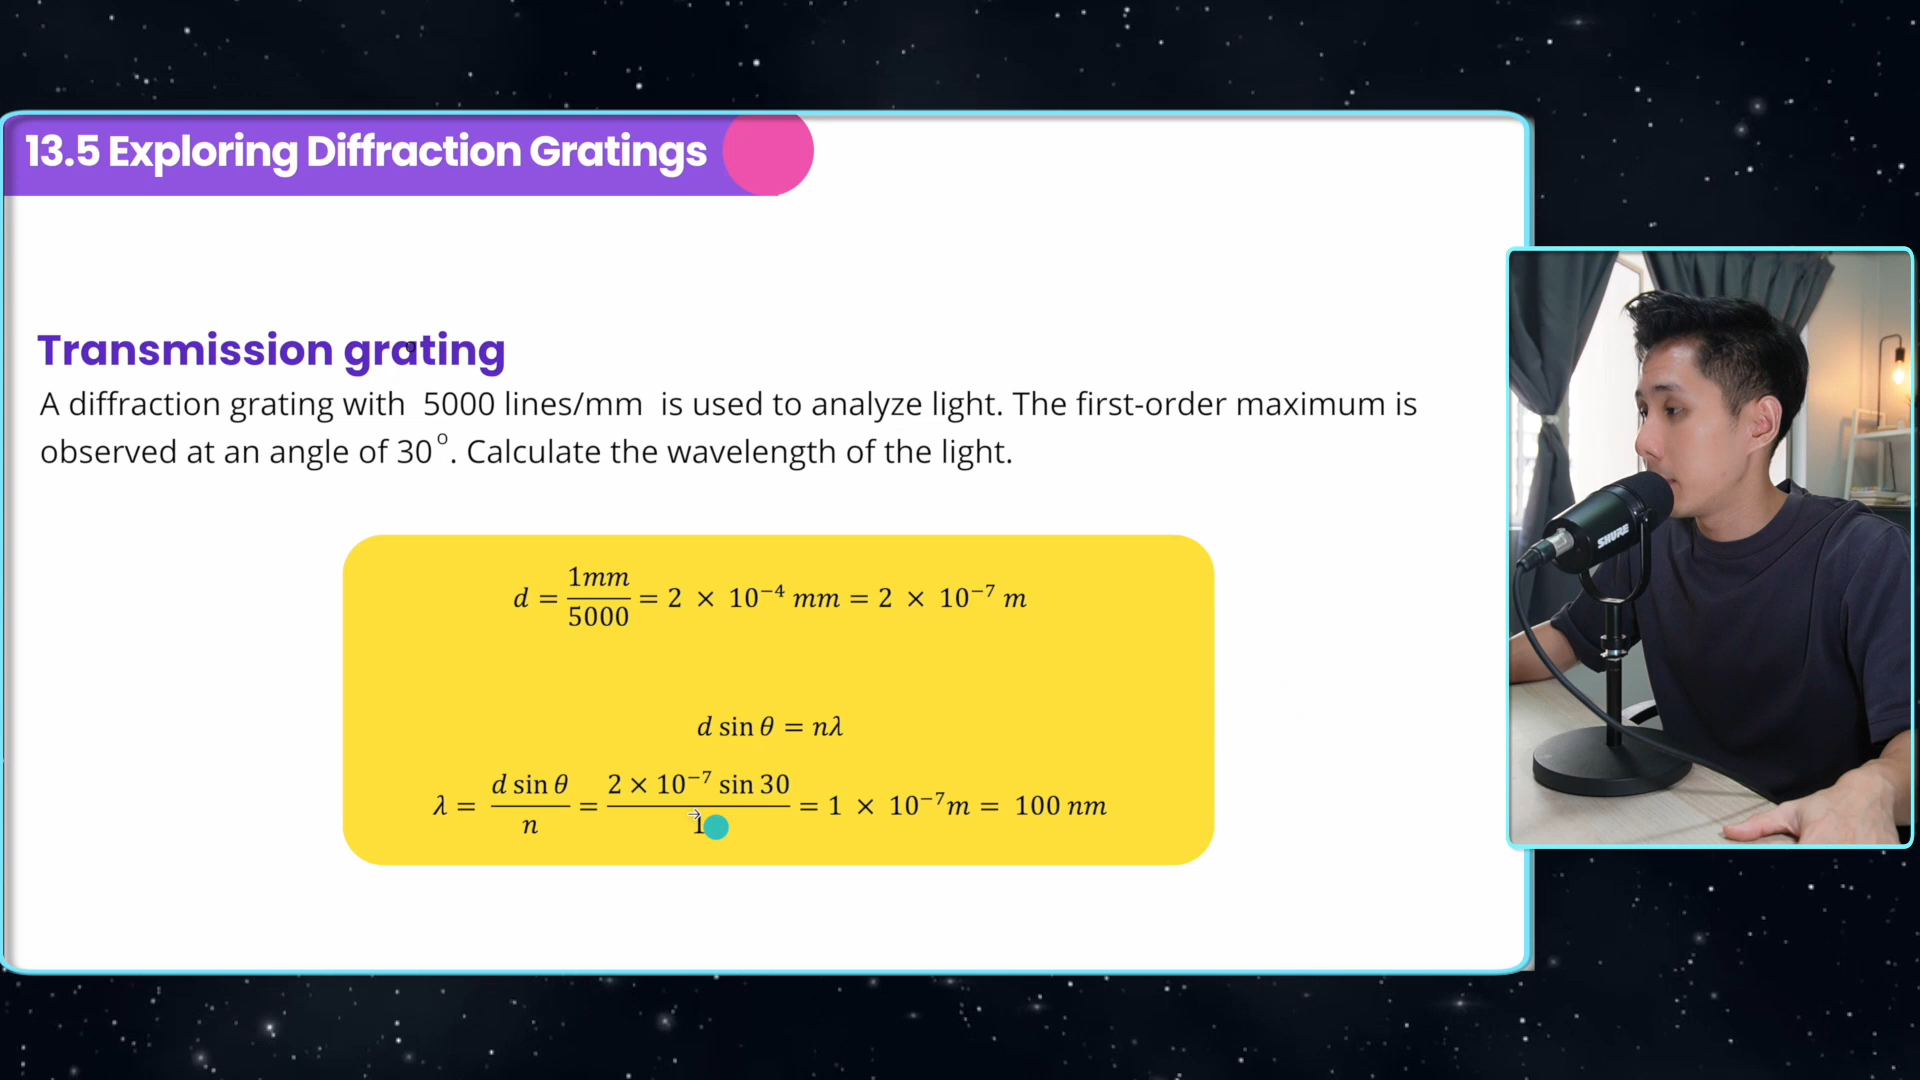 13.5 Exploring Diffraction Gratings
Transmission grating
A diffraction grating with 5000 lines/mm is used to analyze light. The first-order maximum is
observed at an angle of 30°. Calculate the wavelength of the light.
d = 1mm/5000 = 2 × 10⁻⁴ mm = 2 × 10⁻⁷ m
d sin θ = nλ
λ = d sin θ/n = 2 × 10⁻⁷ sin 30/1 = 1 × 10⁻⁷m = 100 nm
SHURE